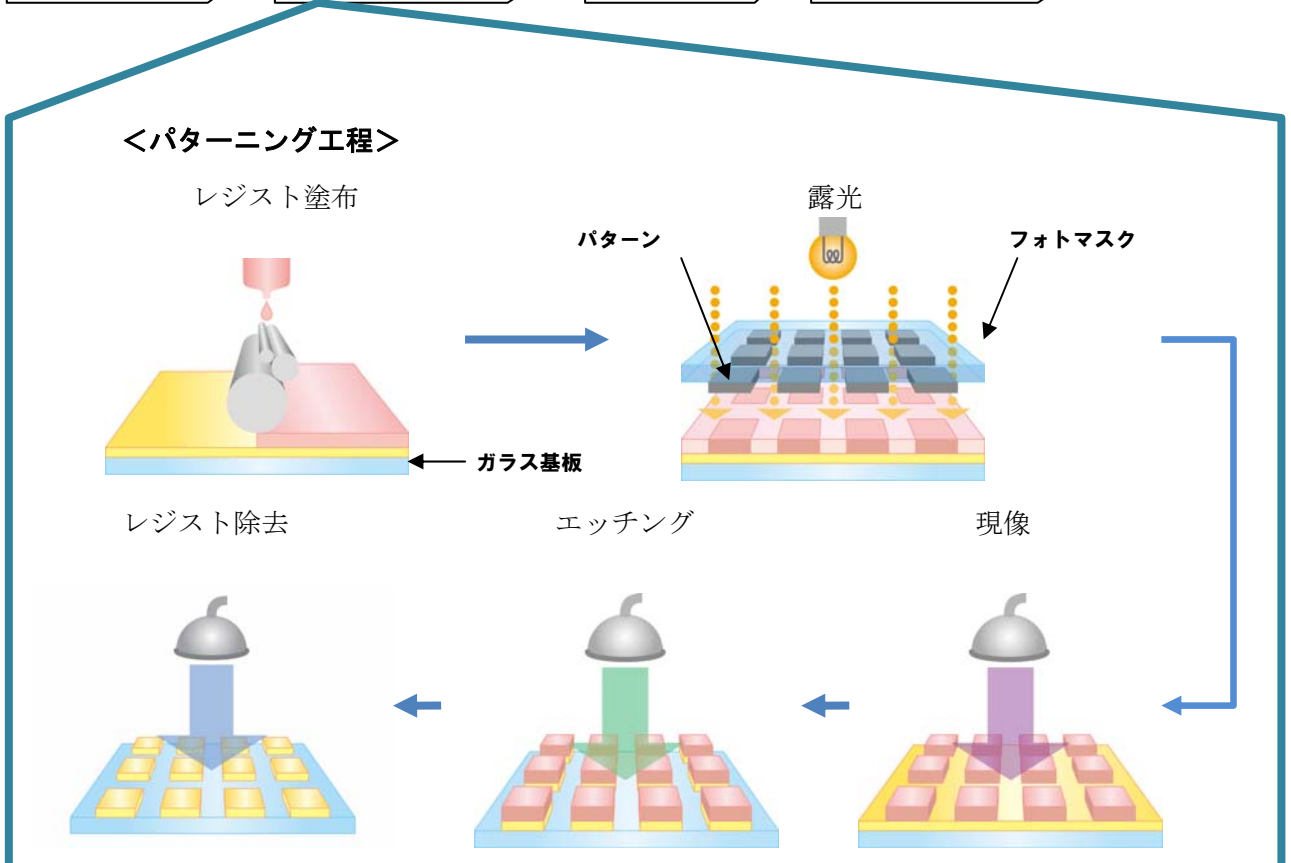 ＜パターニング工程＞
レジスト塗布
露光
パターン
フォトマスク
ガラス基板
レジスト除去
エッチング
現像